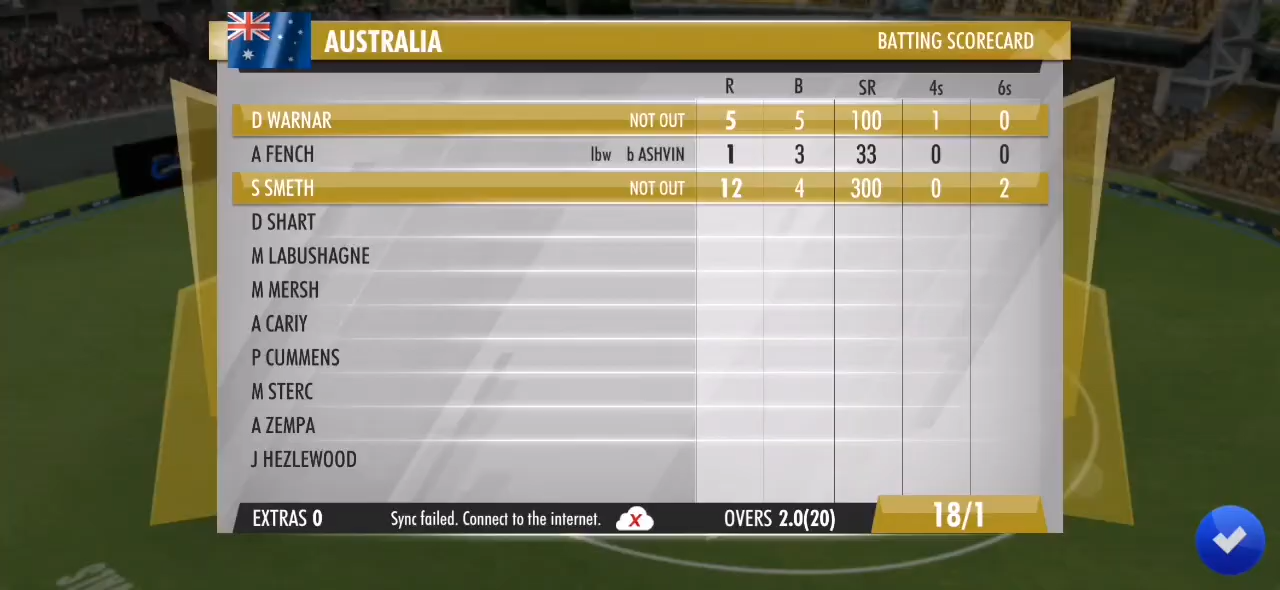 AUSTRALIA BATTING SCORECARD
R B SR 4s 6s
D WARNAR NOT OUT 5 5 100 1 0
A FENCH lbw b ASHVIN 1 3 33 0 0
S SMETH NOT OUT 12 4 300 0 2
D SHART
M LABUSHAGNE
M MERSH
A CARIY
P CUMMENS
M STERC
A ZEMPA
J HEZLEWOOD
EXTRAS 0 Sync failed. Connect to the internet. X OVERS 2.0(20) 18/1